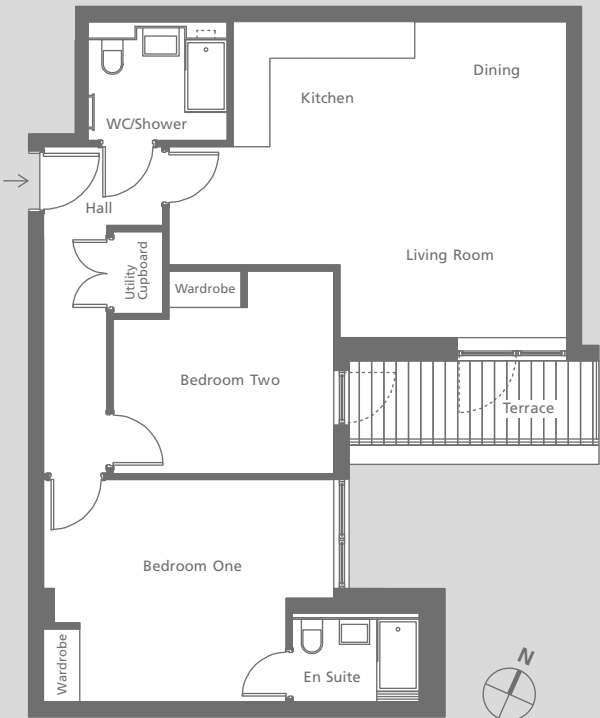 Dining
Kitchen
WC/Shower
Hall
Utility
Cupboard
Living Room
Wardrobe
Bedroom Two
Terrace
Bedroom One
Wardrobe
En Suite
N